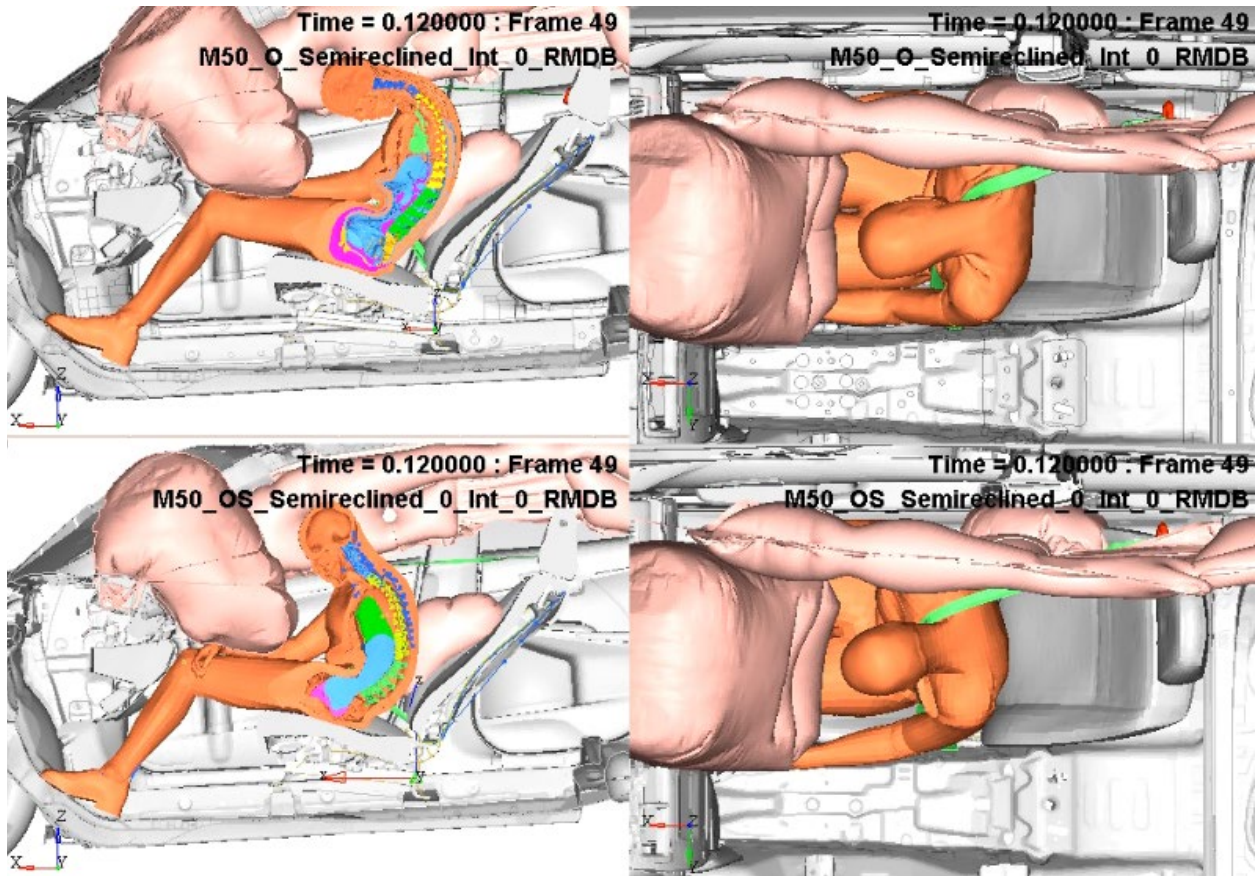 Time = 0.120000 : Frame 49
M50_O_Semireclined_Int_0_RMDB
Time = 0.120000 : Frame 49
M50_O_Semireclined_Int_0_RMDB
X
Z
X
Y
X
Z
Y
Time = 0.120000 : Frame 49
M50_OS_Semireclined_0_Int_0_RMDB
Time = 0.120000 : Frame 49
M50_OS_Semireclined_0_Int_0_RMDB
Z
X
Y
Z
X
Y
X
Z
Y